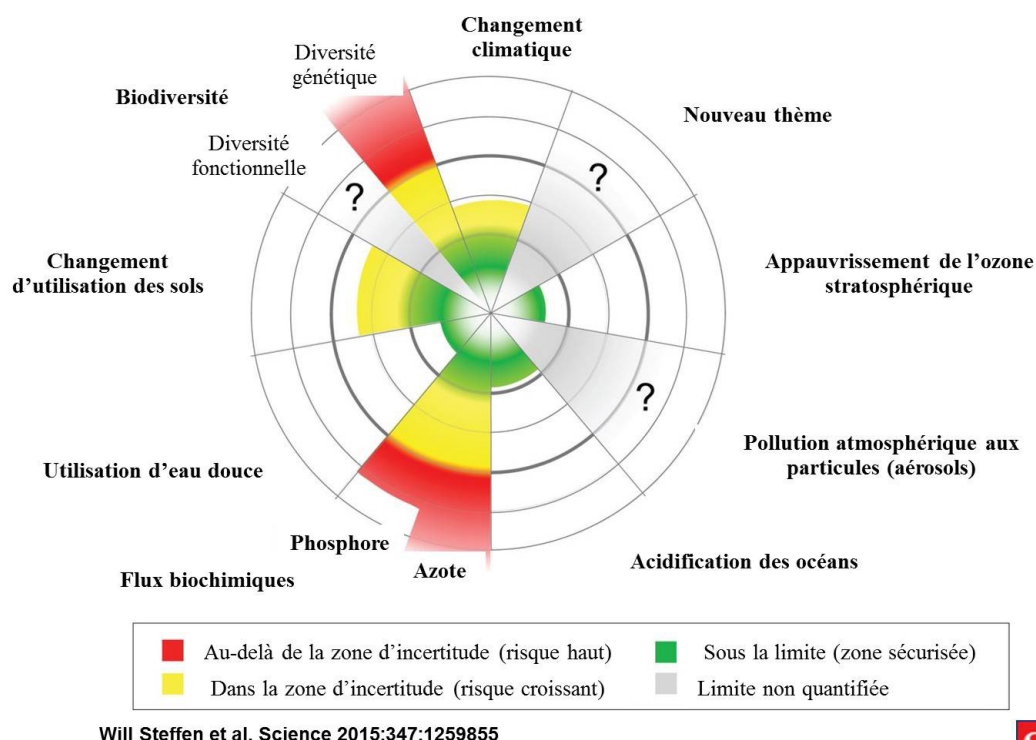 Changement
climatique
Diversité
génétique
Biodiversité
Nouveau thème
Diversité
fonctionnelle
?
?
Changement
d'utilisation des sols
Appauvrissement de l'ozone
stratosphérique
?
Pollution atmosphérique aux
particules (aérosols)
Utilisation d'eau douce
Phosphore
Azote
Acidification des océans
Flux biochimiques
Au-delà de la zone d'incertitude (risque haut)
Sous la limite (zone sécurisée)
Dans la zone d'incertitude (risque croissant)
Limite non quantifiée
Will Steffen et al. Science 2015;347:1259855